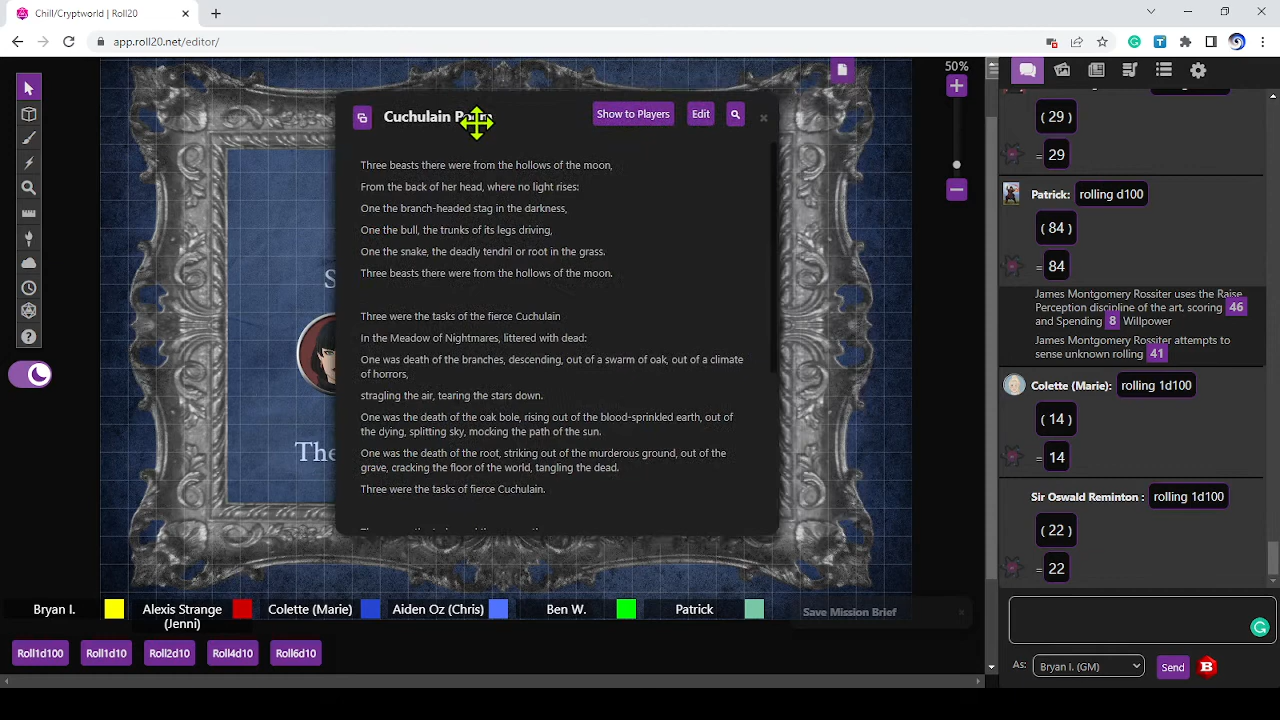 Chill/Cryptworld | Roll20
app.roll20.net/editor/
50%
Cuchulain
Show to Players
Edit
Three beasts there were from the hollows of the moon,
From the back of her head, where no light rises:
One the branch-headed stag in the darkness,
One the bull, the trunks of its legs driving,
One the snake, the deadly tendril or root in the grass.
Three beasts there were from the hollows of the moon.
Three were the tasks of the fierce Cuchulain
In the Meadow of Nightmares, littered with dead:
One was death of the branches, descending, out of a swarm of oak, out of a climate
of horrors,
stragling the air, tearing the stars down.
One was the death of the oak bole, rising out of the blood-sprinkled earth, out of
the dying, splitting sky, mocking the path of the sun.
One was the death of the root, striking out of the murderous ground, out of the
grave, cracking the floor of the world, tangling the dead.
Three were the tasks of fierce Cuchulain.
S
The
Bryan I.
Alexis Strange
(Jenni)
Colette (Marie)
Aiden Oz (Chris)
Ben W.
Patrick
Save Mission Brief
Roll1d100
Roll1d10
Roll2d10
Roll4d10
Roll6d10
(29)
= 29
Patrick: rolling d100
(84)
= 84
James Montgomery Rossiter uses the Raise
Perception discipline of the art, scoring 46
and Spending 8 Willpower
James Montgomery Rossiter attempts to
sense unknown rolling 41
Colette (Marie): rolling 1d100
(14)
= 14
Sir Oswald Reminton : rolling 1d100
(22)
= 22
As: Bryan I. (GM)
Send